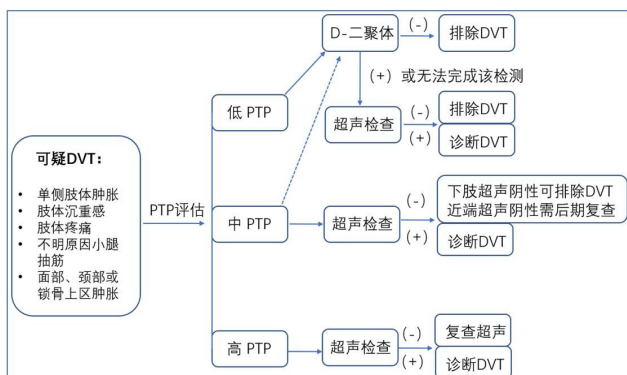 D-二聚体
(-)
排除DVT
(+) 或无法完成该检测
低 PTP
超声检查
(-)
(+)
排除DVT
诊断DVT
可疑DVT：
• 单侧肢体肿胀
• 肢体沉重感
• 肢体疼痛
• 不明原因小腿
抽筋
• 面部、颈部或
锁骨上区肿胀
PTP评估
中 PTP
超声检查
(-)
(+)
下肢超声阴性可排除DVT
近端超声阴性需后期复查
诊断DVT
高 PTP
超声检查
(-)
(+)
复查超声
诊断DVT